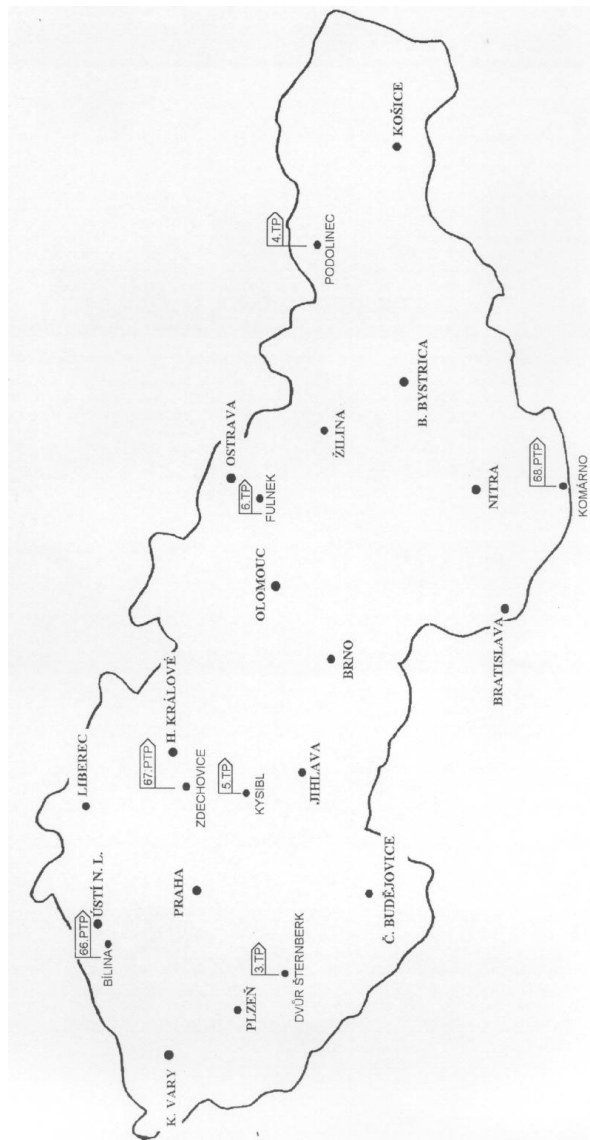 LIBEREC
66.PTP
ÚSTÍ N. L.
BÍLINA
67.PTP
H. KRÁLOVÉ
ZDECHOVICE
K. VARY
PRAHA
5.TP
KYSIBL
PLZEŇ
3.TP
DVŮR ŠTERNBERK
JIHLAVA
Č. BUDĚJOVICE
OSTRAVA
6.TP
FULNEK
OLOMOUC
BRNO
4.TP
PODOLINEC
ŽILINA
KOŠICE
B. BYSTRICA
NITRA
BRATISLAVA
68.PTP
KOMÁRNO